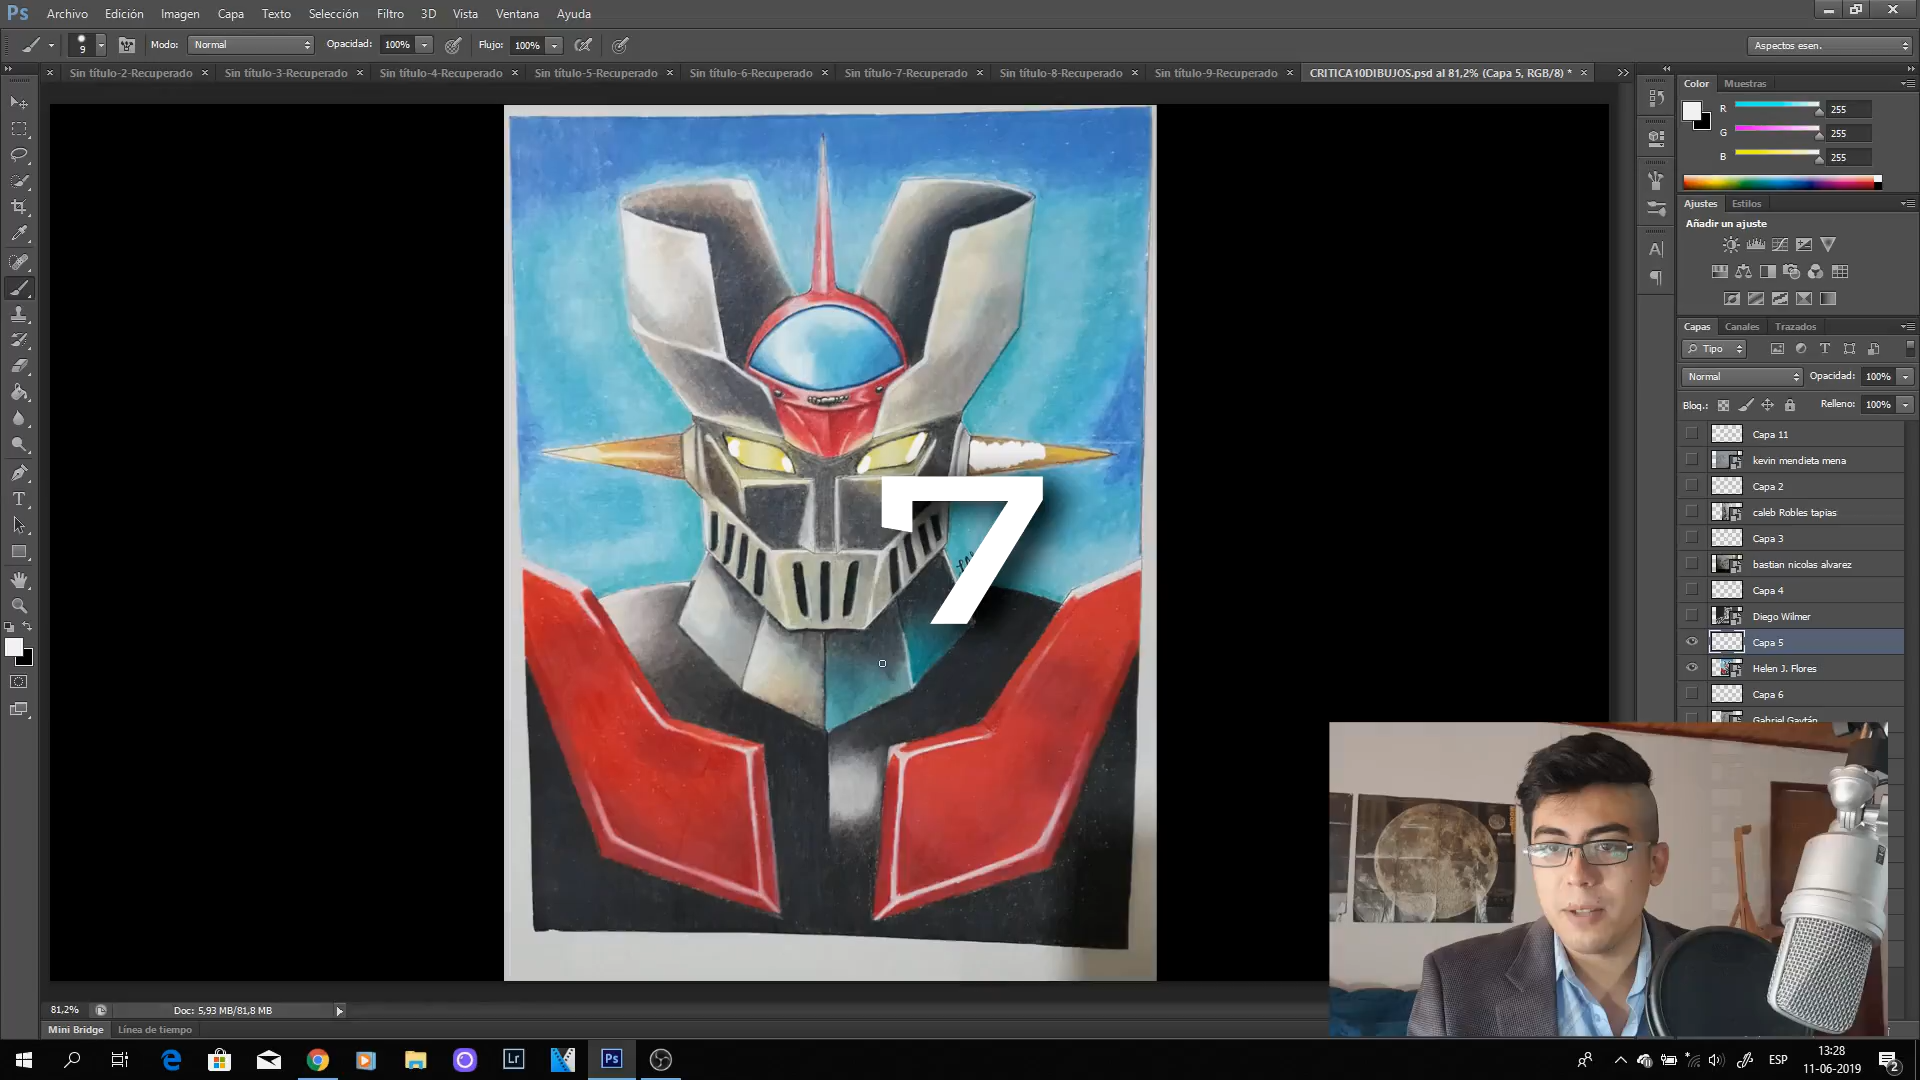 Ps Archivo Edición Imagen Capa Texto Selección Filtro 3D Vista Ventana Ayuda
9 Modo: Normal Opacidad: 100% Flujo: 100% Aspectos esen.
Sin título-2-Recuperado × Sin título-3-Recuperado × Sin título-4-Recuperado × Sin título-5-Recuperado × Sin título-6-Recuperado × Sin título-7-Recuperado × Sin título-8-Recuperado × Sin título-9-Recuperado × CRITICA10DIBUJOS.psd al 81,2% (Capa 5, RGB/8) * ×
Color Muestras
R 255
G 255
B 255
Ajustes Estilos
Añadir un ajuste
Capas Canales Trazados
Tipo
Normal Opacidad: 100%
Bloq.: Relleno: 100%
Capa 11
kevin mendieta mena
Capa 2
caleb Robles tapias
Capa 3
bastian nicolas alvarez
Capa 4
Diego Wilmer
Capa 5
Helen J. Flores
Capa 6
Gabriel Gaytán
7
81,2% Doc: 5,93 MB/81,8 MB
Mini Bridge Línea de tiempo
Lr Ps ESP 13:28
11-06-2019 2